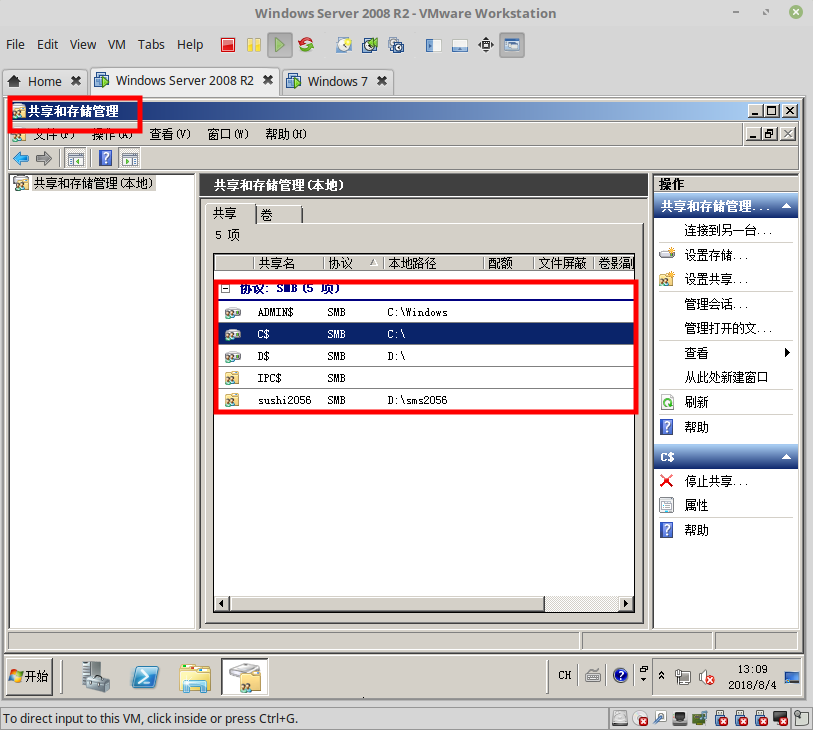 Windows Server 2008 R2 - VMware Workstation
File Edit View VM Tabs Help
Home Windows Server 2008 R2 Windows 7
共享和存储管理
文件(F) 操作(A) 查看(V) 窗口(W) 帮助(H)
共享和存储管理(本地)
共享和存储管理(本地)
操作
共享 卷
5 项
共享名 协议 本地路径 配额 文件屏蔽 卷影副
协议: SMB (5 项)
ADMIN$ SMB C:\Windows
C$ SMB C:\
D$ SMB D:\
IPC$ SMB
sushi2056 SMB D:\sms2056
共享和存储管理...
连接到另一台...
设置存储...
设置共享...
管理会话...
管理打开的文...
查看
从此处新建窗口
刷新
帮助
C$
停止共享...
属性
帮助
开始
CH
13:09
2018/8/4
To direct input to this VM, click inside or press Ctrl+G.